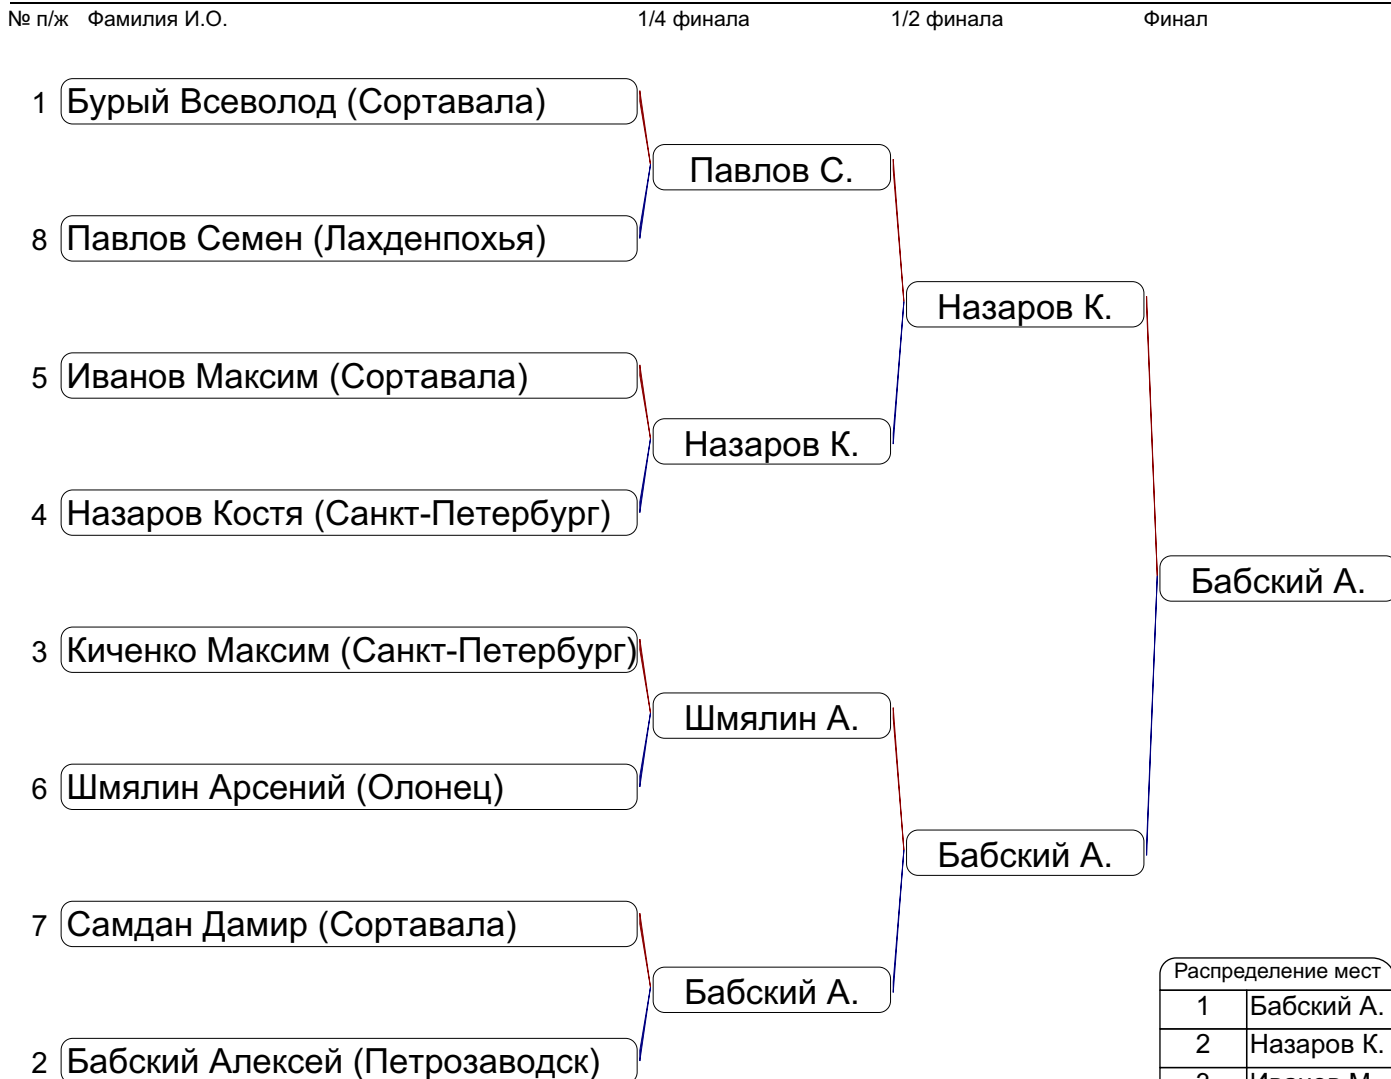 № п/ж Фамилия И.О. 1/4 финала 1/2 финала Финал
1 Бурый Всеволод (Сортавала)
Павлов С.
8 Павлов Семен (Лахденпохья)
Назаров К.
5 Иванов Максим (Сортавала)
Назаров К.
4 Назаров Костя (Санкт-Петербург)
Бабский А.
3 Киченко Максим (Санкт-Петербург)
Шмялин А.
6 Шмялин Арсений (Олонец)
Бабский А.
7 Самдан Дамир (Сортавала)
Распределение мест
Бабский А.
1 Бабский А.
2 Назаров К.
2 Бабский Алексей (Петрозаводск)
3 Иванов М.